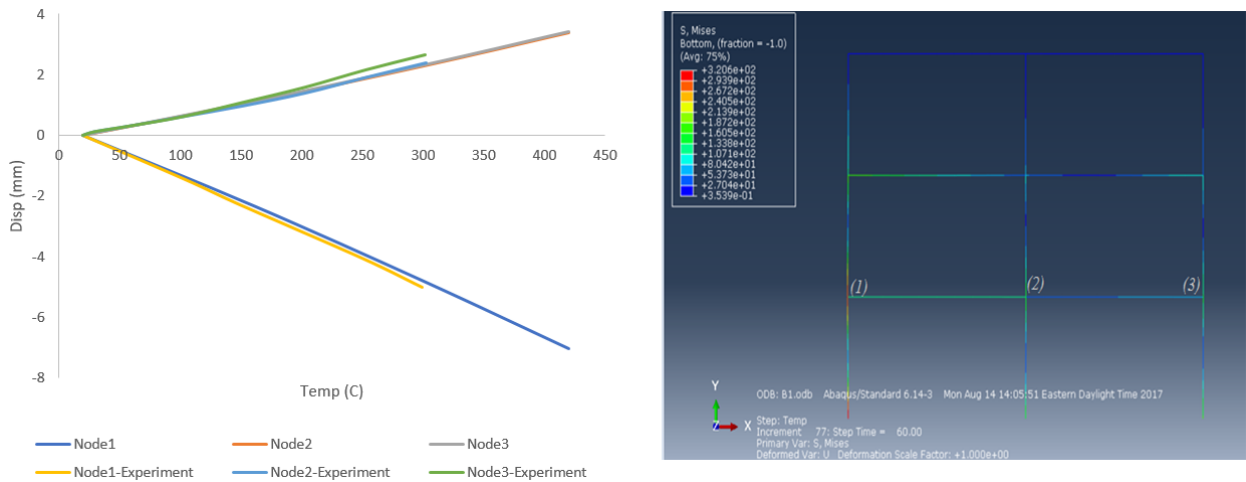 4
2
0
0 50 100 150 200 250 300 350 400 450
-2
-4
-6
-8
Disp (mm)
Temp (C)
Node1 Node2 Node3
Node1-Experiment Node2-Experiment Node3-Experiment
S, Mises
Bottom, (fraction = -1.0)
(Avg: 75%)
+3.206e+02
+2.939e+02
+2.672e+02
+2.405e+02
+2.139e+02
+1.872e+02
+1.605e+02
+1.338e+02
+1.071e+02
+8.042e+01
+5.373e+01
+2.704e+01
+3.539e-01
(1) (2) (3)
Y
X
Z
ODB: B1.odb Abaqus/Standard 6.14-3 Mon Aug 14 14:05:51 Eastern Daylight Time 2017
Step: Temp
Increment 77: Step Time = 60.00
Primary Var: S, Mises
Deformed Var: U Deformation Scale Factor: +1.000e+00